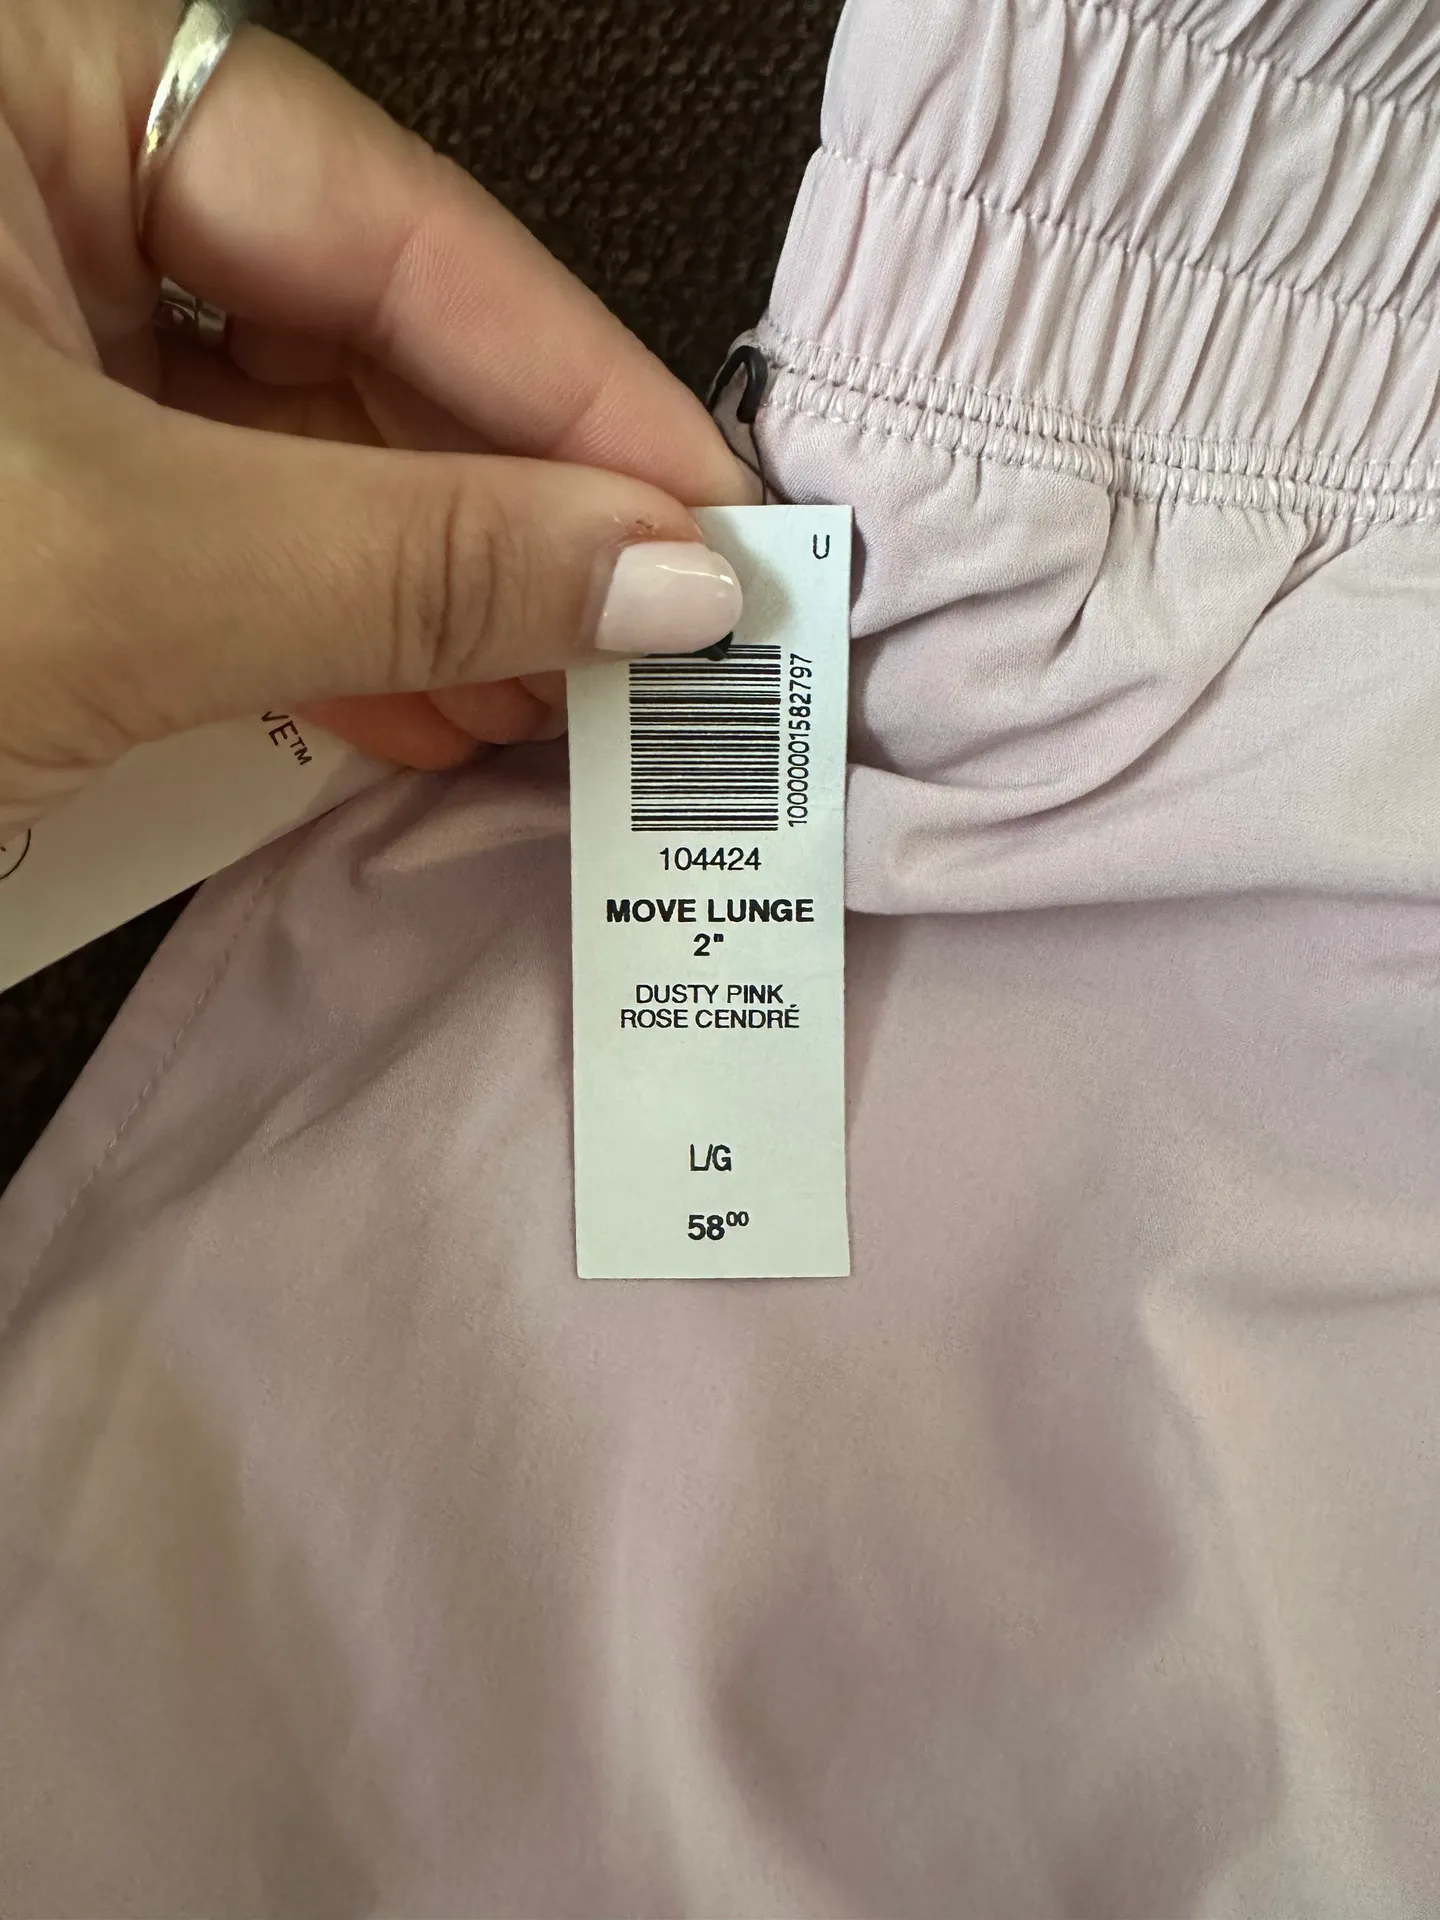 U
10000001582797
104424
MOVE LUNGE
2"
DUSTY PINK
ROSE CENDRÉ
L/G
58⁰⁰